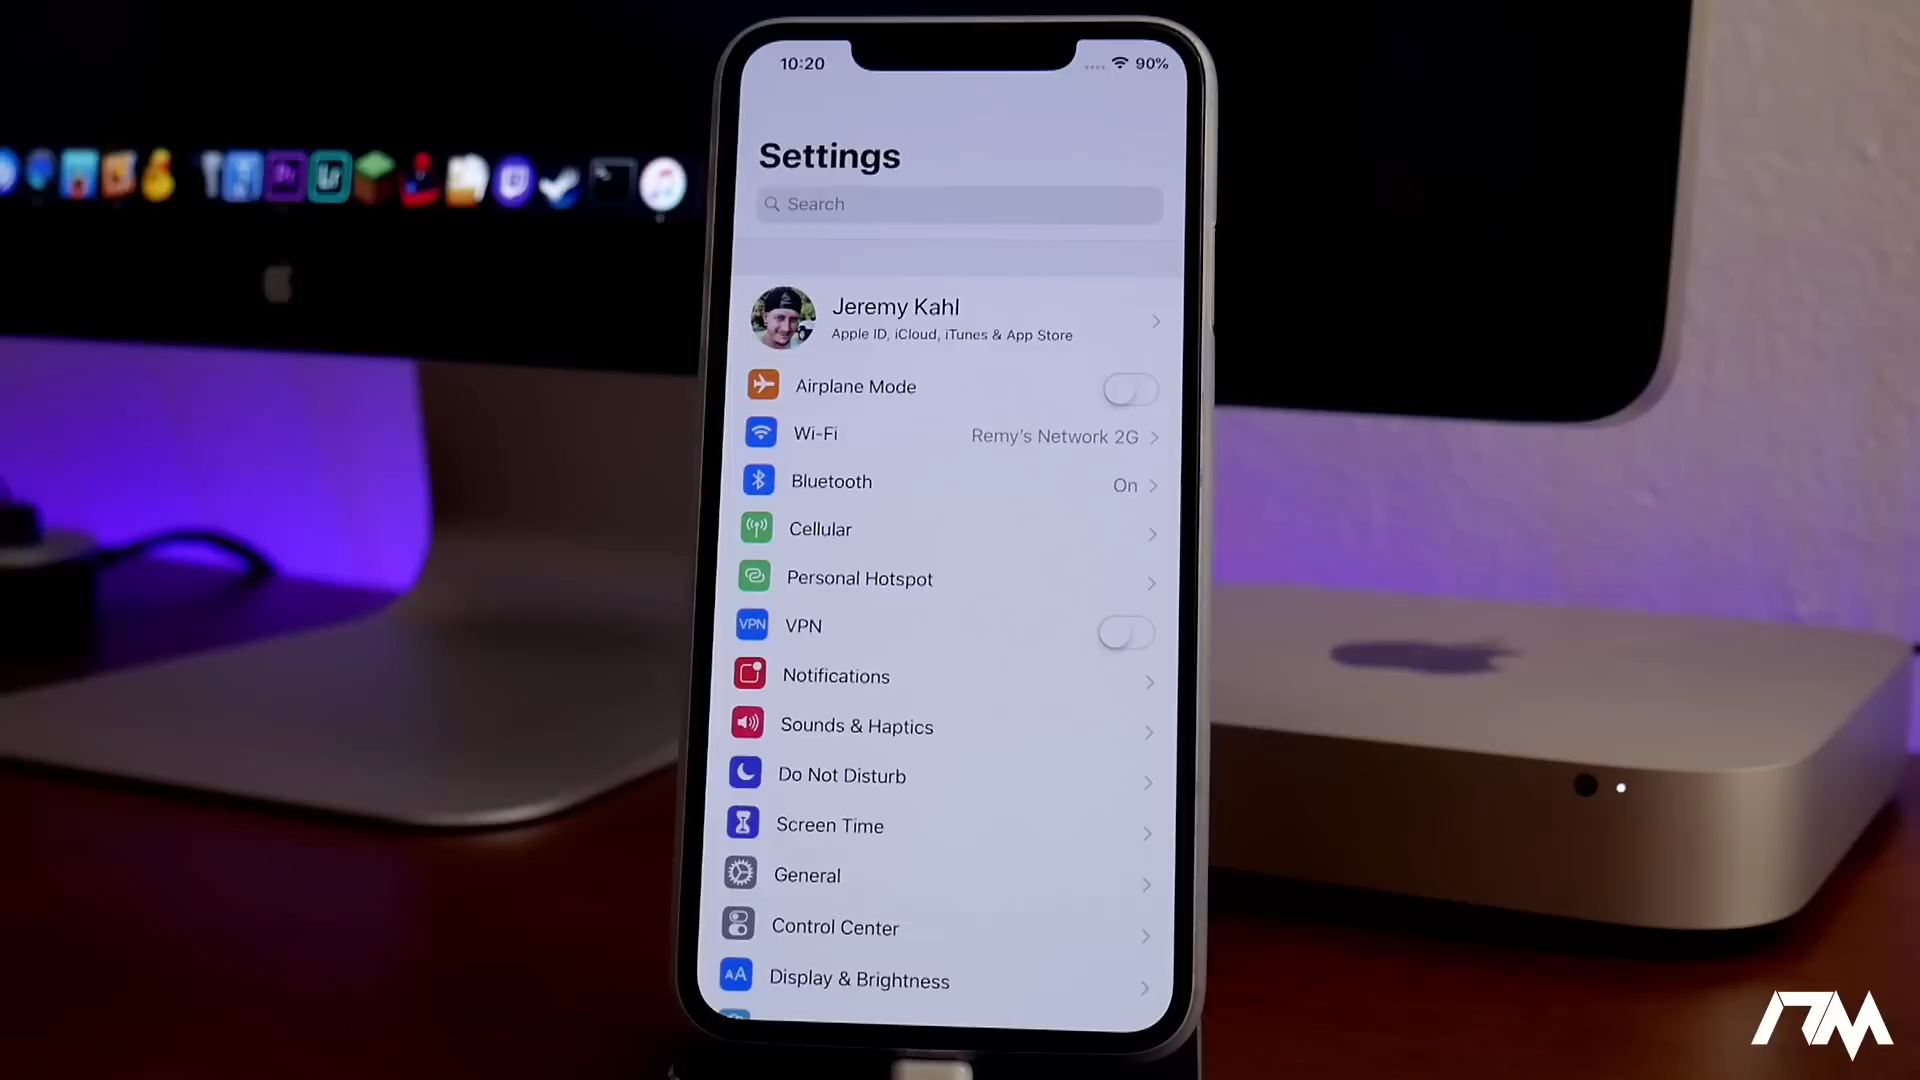 10:20
90%
Settings
Search
Jeremy Kahl
Apple ID, iCloud, iTunes & App Store
Airplane Mode
Wi-Fi
Remy's Network 2G
Bluetooth
On
Cellular
Personal Hotspot
VPN
VPN
Notifications
Sounds & Haptics
Do Not Disturb
Screen Time
General
Control Center
AA
Display & Brightness
Lr